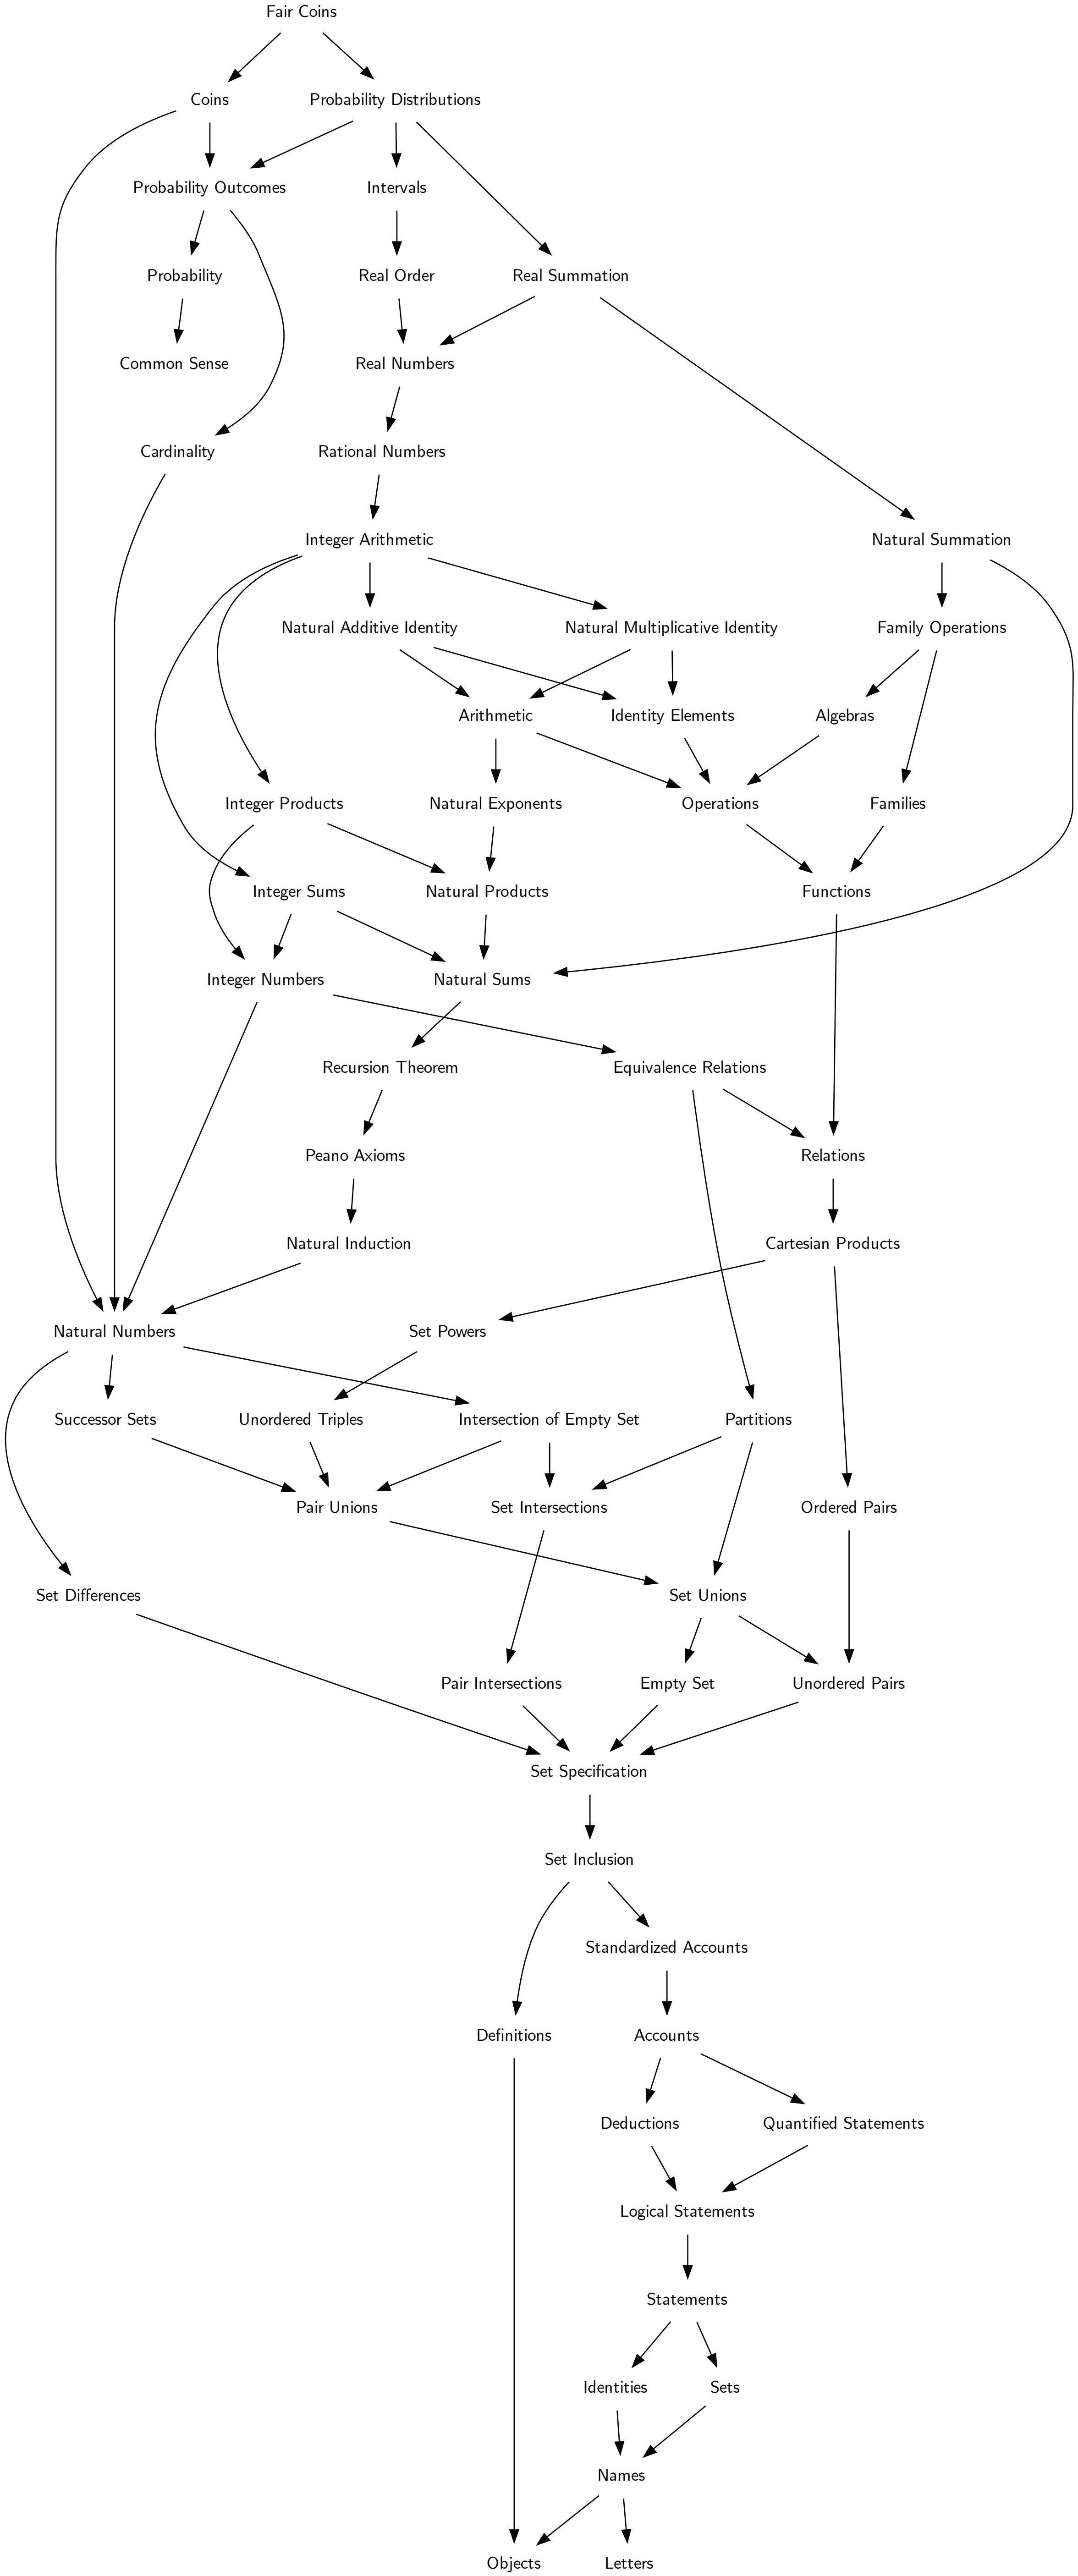 Fair Coins
Coins
Probability Distributions
Probability Outcomes
Intervals
Probability
Real Order
Real Summation
Common Sense
Real Numbers
Cardinality
Rational Numbers
Integer Arithmetic
Natural Summation
Natural Additive Identity
Natural Multiplicative Identity
Family Operations
Arithmetic
Identity Elements
Algebras
Integer Products
Natural Exponents
Operations
Families
Integer Sums
Natural Products
Functions
Integer Numbers
Natural Sums
Recursion Theorem
Equivalence Relations
Peano Axioms
Relations
Natural Induction
Cartesian Products
Natural Numbers
Set Powers
Successor Sets
Unordered Triples
Intersection of Empty Set
Partitions
Pair Unions
Set Intersections
Ordered Pairs
Set Differences
Set Unions
Pair Intersections
Empty Set
Unordered Pairs
Set Specification
Set Inclusion
Standardized Accounts
Definitions
Accounts
Deductions
Quantified Statements
Logical Statements
Statements
Identities
Sets
Names
Objects
Letters